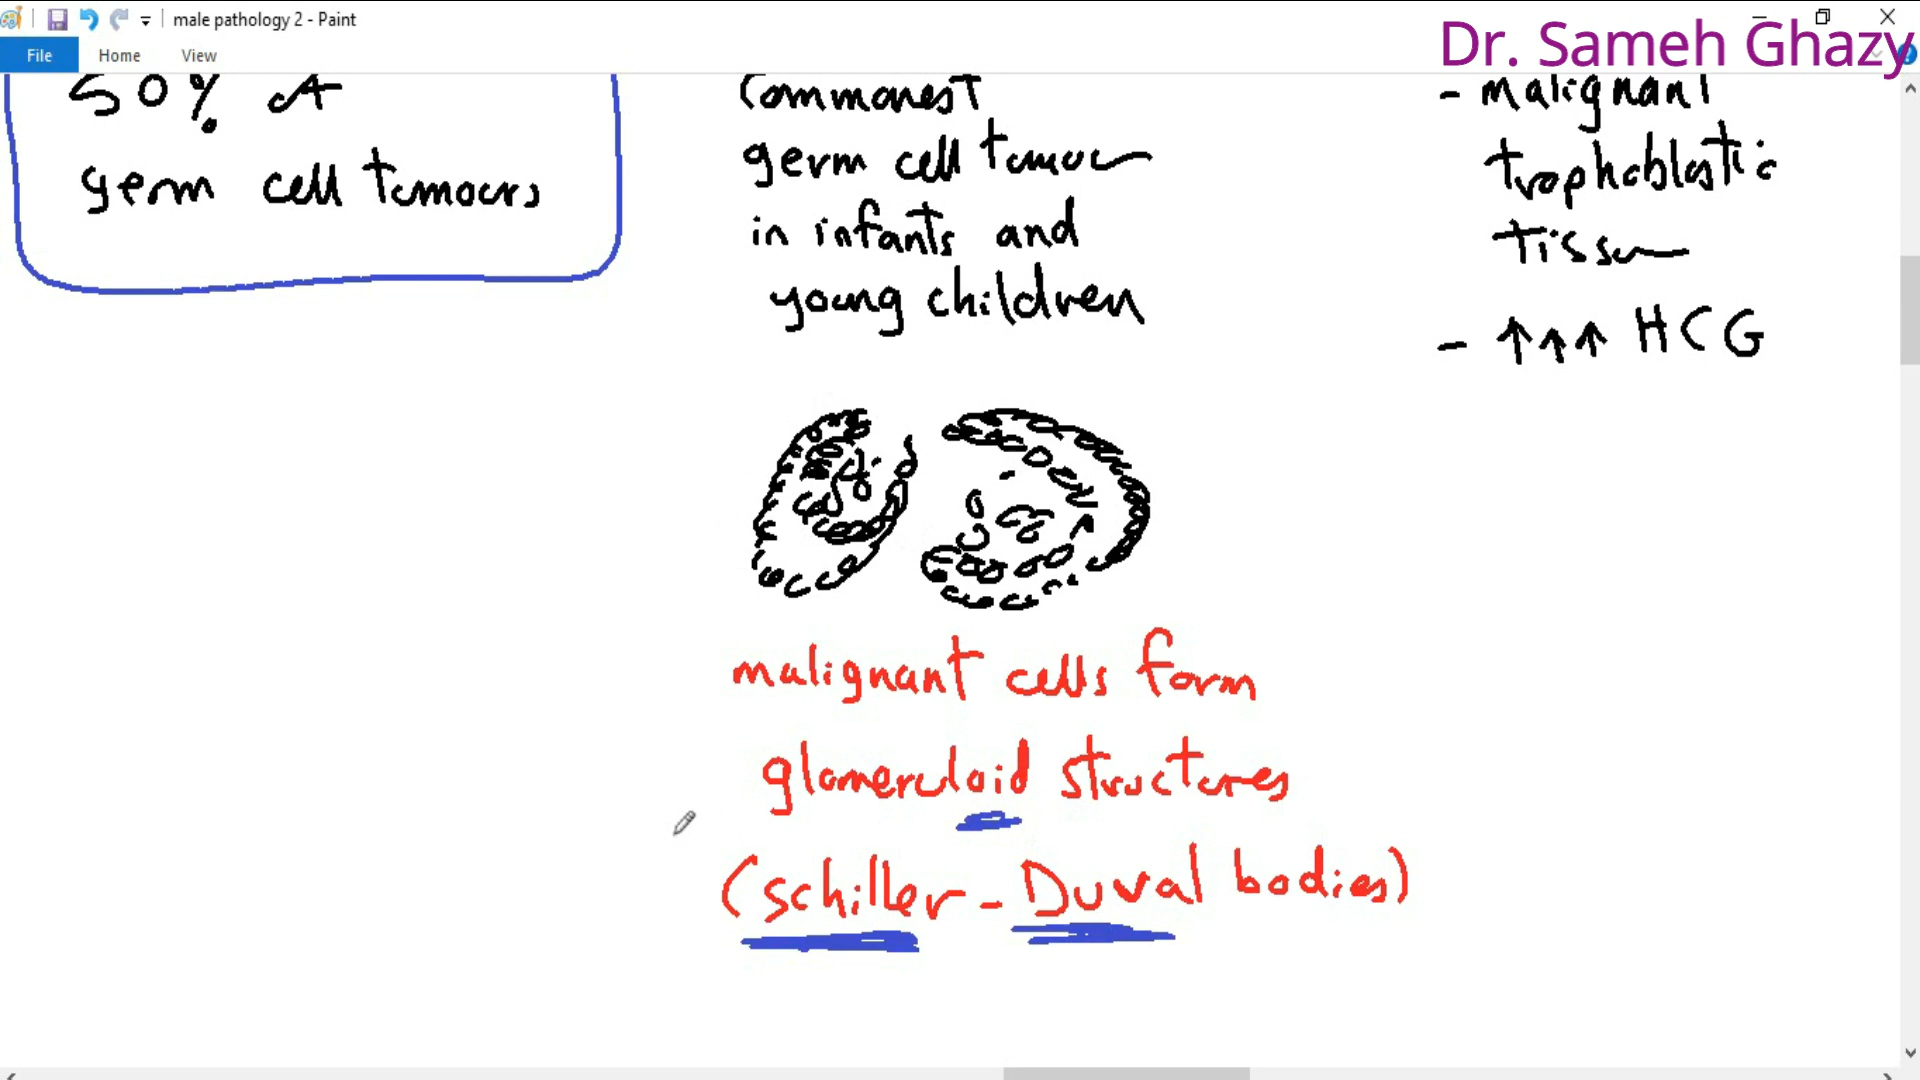 male pathology 2 - Paint
Dr. Sameh Ghazy
File Home View
50% of
germ cell tumours
Commonest
germ cell tumour
in infants and
young children
malignant cells form
glomeruloid structures
(schiller - Duval bodies)
- malignant
trophoblastic
tissue
- ↑↑↑ HCG